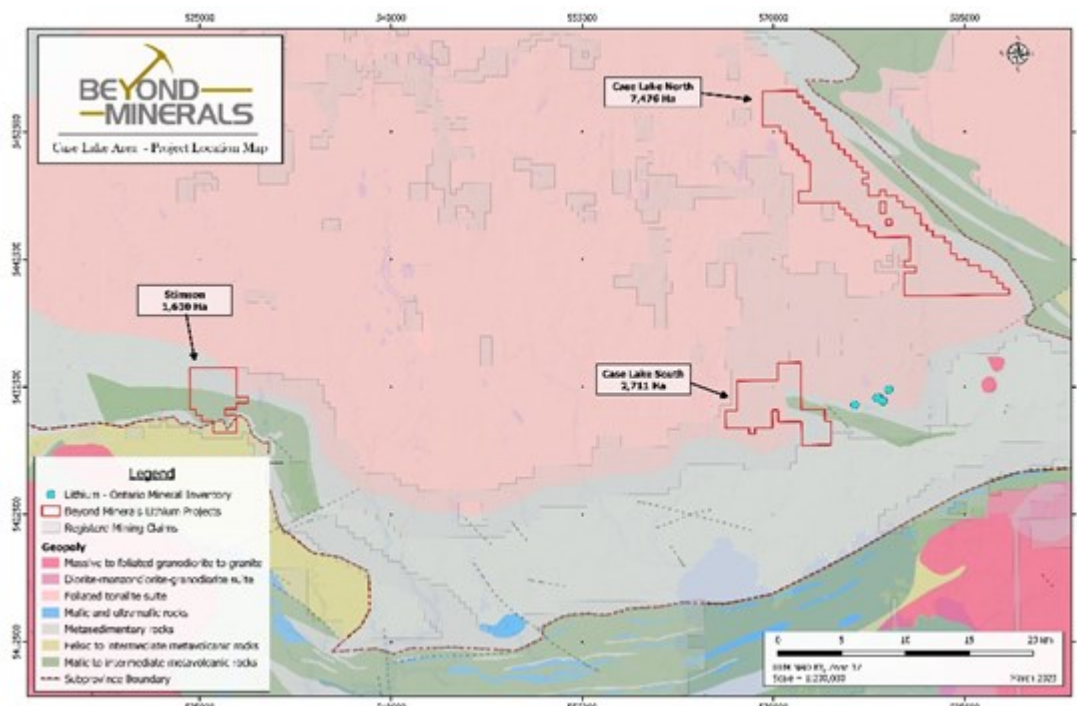 525000 540000 570000
BEYOND
MINERALS
Case Lake Area - Project Location Map
Case Lake North
7,476 Ha
Stimson
1,630 Ha
Case Lake South
2,711 Ha
Legend
Lithium - Ontario Mineral Inventory
Beyond Minerals Lithium Projects
Registered Mining Claims
Massive to foliated granodiorite to granite
Diorite-monzodiorite-granodiorite suite
Foliated tonalite suite
Mafic and ultramafic rocks
Metasedimentary rocks
Felsic to intermediate metavolcanic rocks
Mafic to intermediate metavolcanic rocks
Subprovince Boundary
0 5 10 15 20 km
March 2023